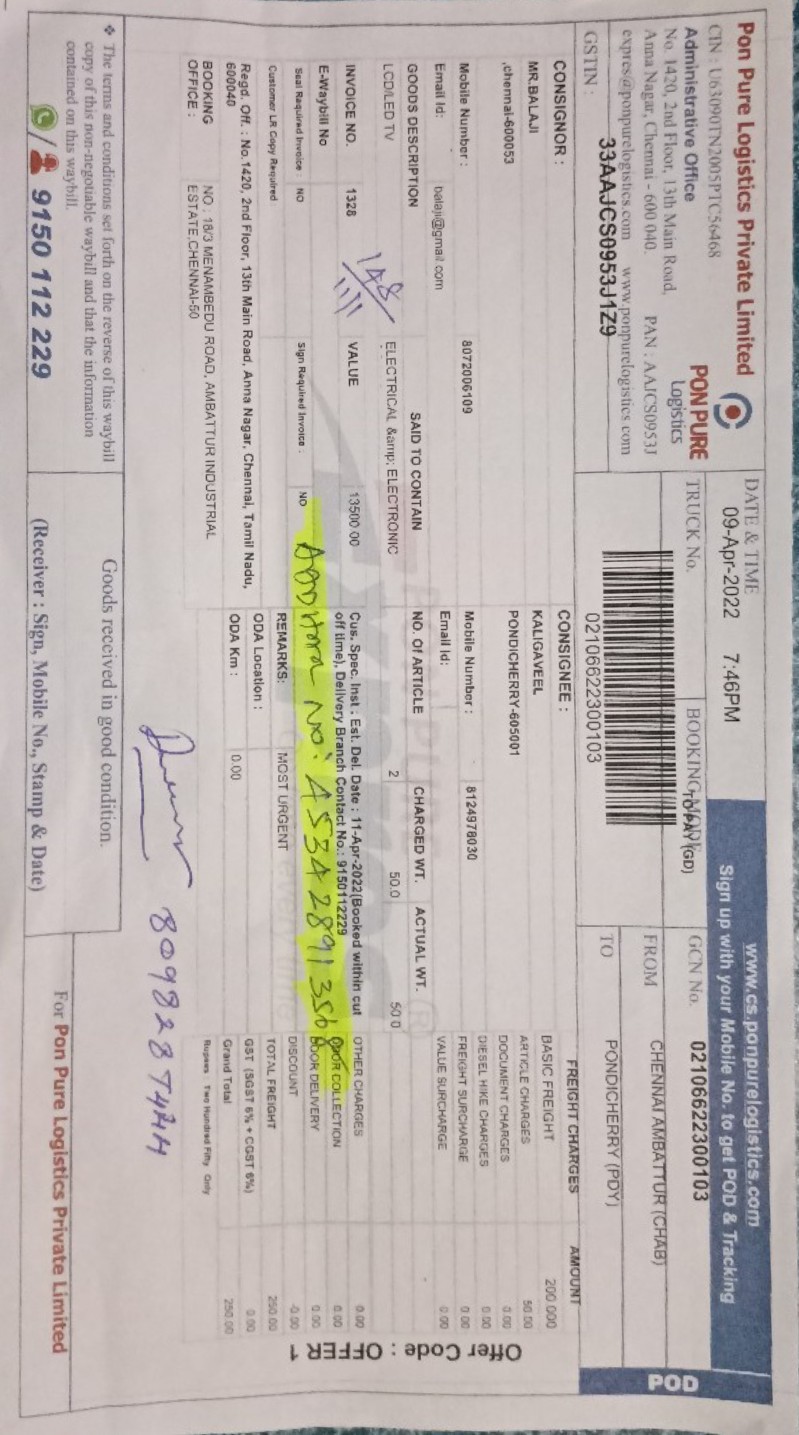 Pon Pure Logistics Private Limited
CIN : U63090TN2005PTC56468
Administrative Office
No. 1420, 2nd Floor, 13th Main Road,
Anna Nagar, Chennai - 600 040. PAN : AAJCS0953J
expres@ponpurelogistics.com www.ponpurelogistics.com
GSTIN : 33AAJCS0953J1Z9
PON PURE
Logistics
DATE & TIME
09-Apr-2022 7:46PM
TRUCK No.
BOOKING MODE
TO PAY (GD)
02106622300103
www.cs.ponpurelogistics.com
Sign up with your Mobile No. to get POD & Tracking
GCN No. 02106622300103
FROM CHENNAI AMBATTUR (CHAB)
TO PONDICHERRY (PDY)
POD
CONSIGNOR :
MR.BALAJI
,chennai-600053
Mobile Number : 8072006109
Email Id: balaji@gmail.com
CONSIGNEE :
KALIGAVEEL
PONDICHERRY-605001
Mobile Number : 8124978030
Email Id:
GOODS DESCRIPTION SAID TO CONTAIN NO. Of ARTICLE CHARGED WT. ACTUAL WT.
LCD/LED TV ELECTRICAL &amp; ELECTRONIC 2 50.0 50.0
INVOICE NO. 1328 VALUE 13500.00
148
E-Waybill No
Seal Required Invoice : NO Sign Required Invoice : NO
Customer LR Copy Required
Cus. Spec. Inst : Est. Del. Date : 11-Apr-2022(Booked within cut
off time), Delivery Branch Contact No.: 9150112229
REMARKS: MOST URGENT
ODA Location :
ODA Km : 0.00
Regd. Off. : No.1420, 2nd Floor, 13th Main Road, Anna Nagar, Chennai, Tamil Nadu,
600040
BOOKING OFFICE : NO : 18/3 MENAMBEDU ROAD, AMBATTUR INDUSTRIAL
ESTATE,CHENNAI-50
FREIGHT CHARGES AMOUNT
BASIC FREIGHT 200.000
ARTICLE CHARGES 50.00
DOCUMENT CHARGES 0.00
DIESEL HIKE CHARGES 0.00
FREIGHT SURCHARGE 0.00
VALUE SURCHARGE 0.00
OTHER CHARGES 0.00
DOOR COLLECTION 0.00
DOOR DELIVERY 0.00
DISCOUNT -0.00
TOTAL FREIGHT 250.00
GST (SGST 6% + CGST 6%) 0.00
Grand Total 250.00
Rupees Two Hundred Fifty Only
Offer Code : OFFER 1
8098287424
❖ The terms and conditions set forth on the reverse of this waybill
copy of this non-negotiable waybill and that the information
contained on this waybill.
9150 112 229
Goods received in good condition.
(Receiver : Sign, Mobile No., Stamp & Date)
For Pon Pure Logistics Private Limited